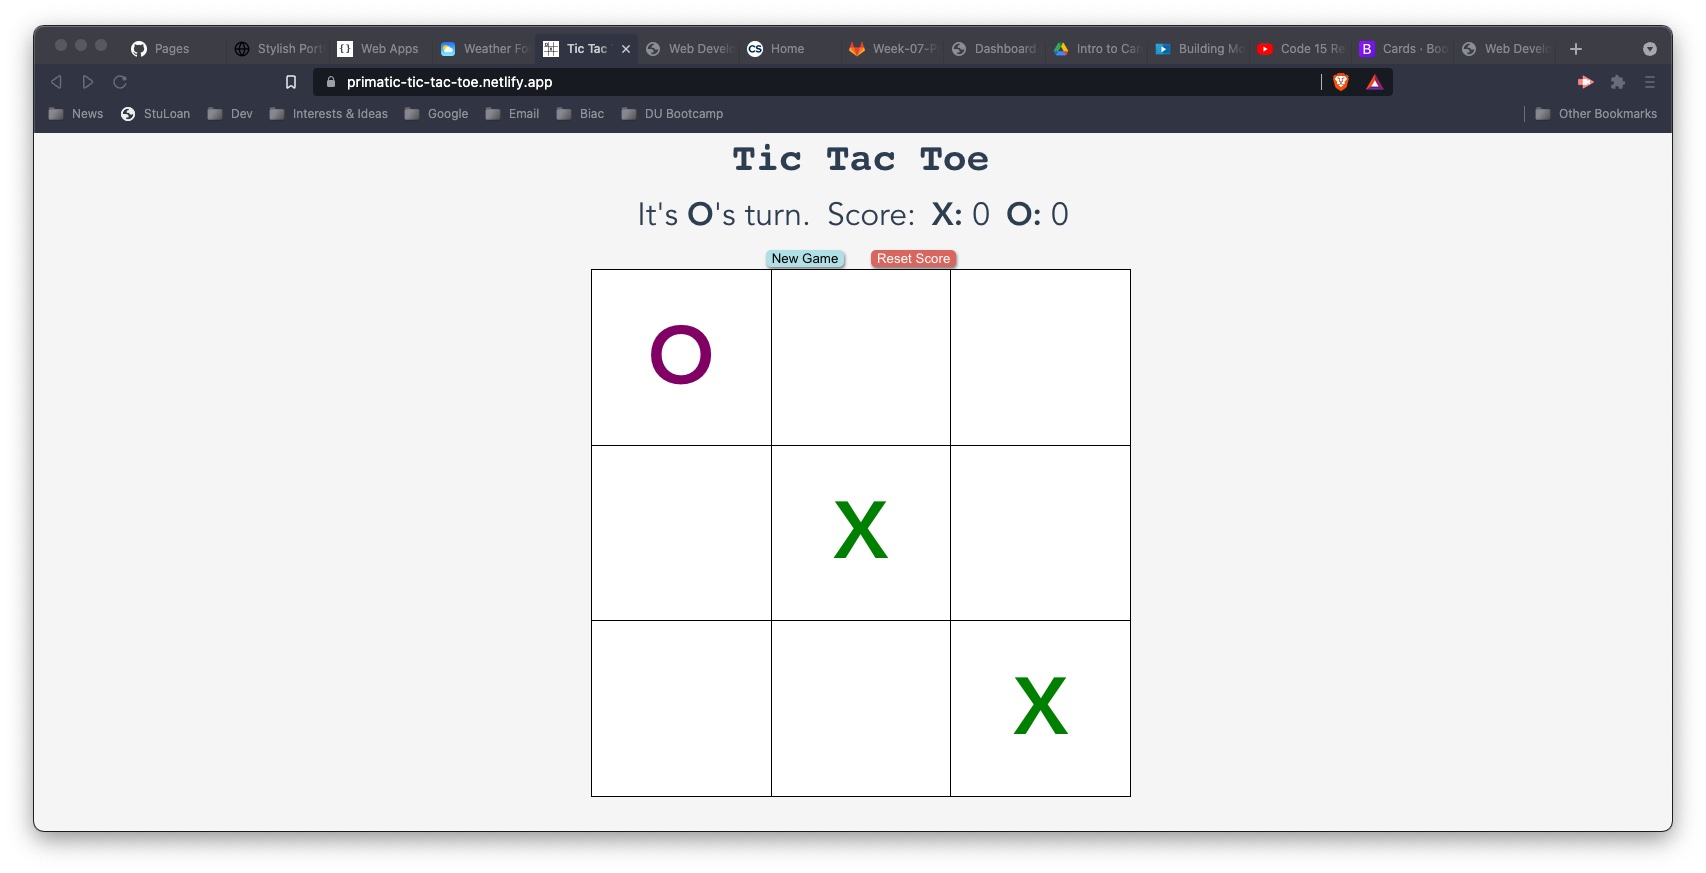 Pages Stylish Port Web Apps Weather Fo Tic Tac Web Develo CS Home Week-07-P Dashboard Intro to Ca Building Mo Code 15 Re B Cards · Boo Web Develo
primatic-tic-tac-toe.netlify.app
News StuLoan Dev Interests & Ideas Google Email Biac DU Bootcamp Other Bookmarks
Tic Tac Toe
It's O's turn. Score: X: 0 O: 0
New Game Reset Score
O
X
X